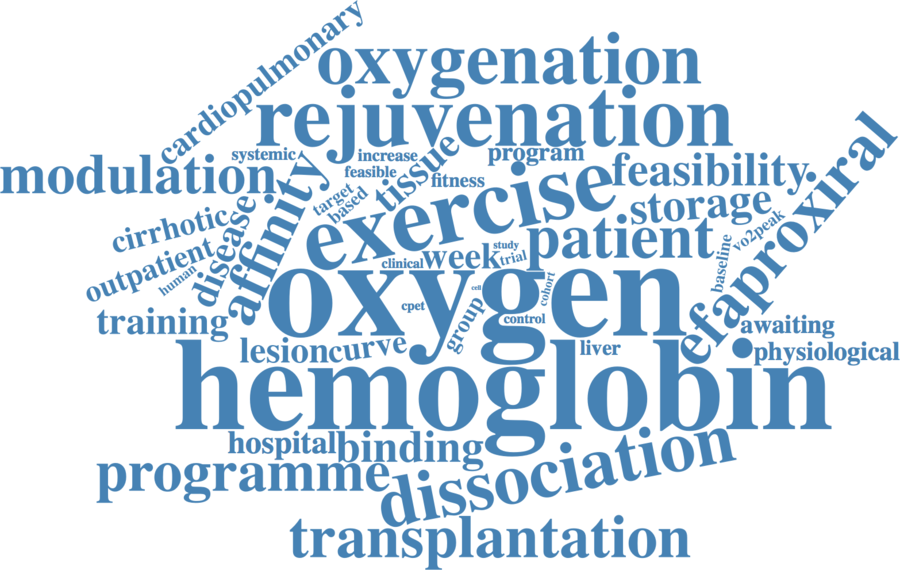 cardiopulmonary
oxygenation
rejuvenation
systemic
increase
program
feasible
tissue
fitness
feasibility
modulation
efaproxiral
affinity
target
based
exercise
storage
cirrhotic
disease
patient
vo2peak
outpatient
human
clinical
week
study
trial
baseline
oxygen
cell
cohort
cpet
group
control
training
awaiting
lesion
curve
liver
physiological
hemoglobin
hospital
binding
programme
dissociation
transplantation